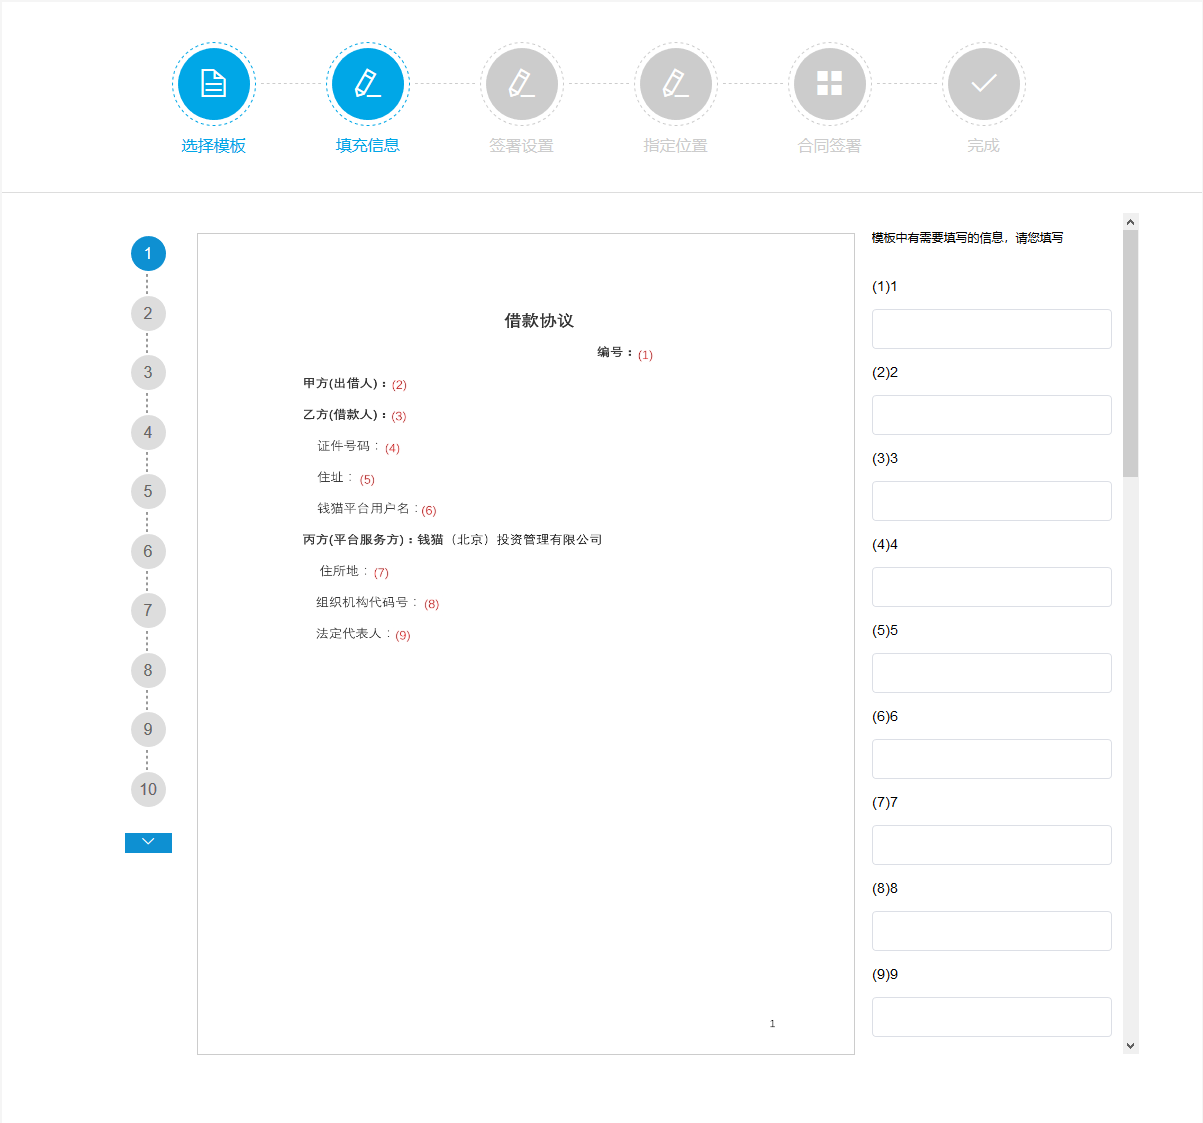 选择模板 填充信息 签署设置 指定位置 合同签署 完成
1
2
3
4
5
6
7
8
9
10
借款协议
编号：(1)
甲方(出借人)：(2)
乙方(借款人)：(3)
证件号码：(4)
住址：(5)
钱猫平台用户名：(6)
丙方(平台服务方)：钱猫（北京）投资管理有限公司
住所地：(7)
组织机构代码号：(8)
法定代表人：(9)
1
模板中有需要填写的信息，请您填写
(1)1
(2)2
(3)3
(4)4
(5)5
(6)6
(7)7
(8)8
(9)9